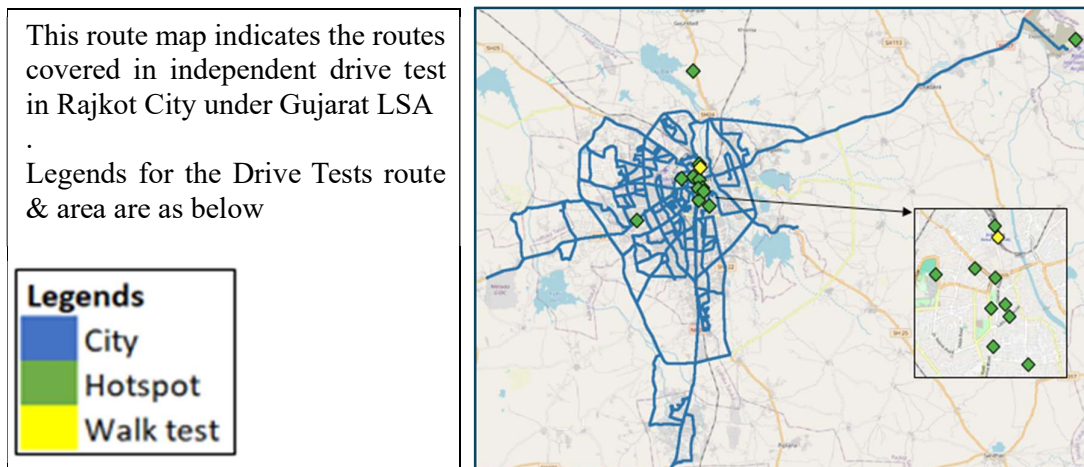 This route map indicates the routes
covered in independent drive test
in Rajkot City under Gujarat LSA
.
Legends for the Drive Tests route
& area are as below
Legends
City
Hotspot
Walk test